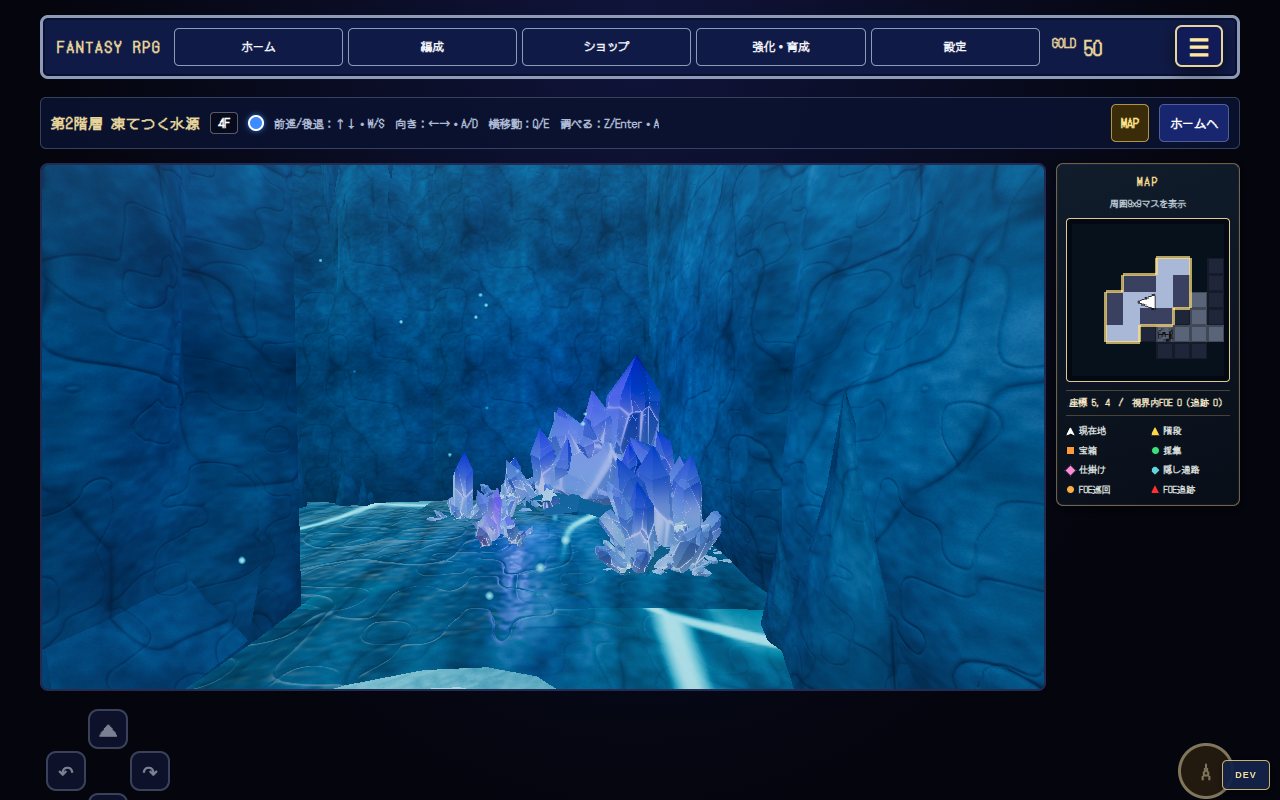 FANTASY RPG
ホーム
編成
ショップ
強化・育成
設定
GOLD 50
第2階層 凍てつく水源
4F
前進/後退：↑↓・W/S 向き：←→・A/D 横移動：Q/E 調べる：Z/Enter・A
MAP
ホームへ
MAP
周囲9x9マスを表示
座標 5, 4 / 視界内FOE 0（追跡 0）
現在地
階段
宝箱
採集
仕掛け
隠し通路
FOE巡回
FOE追跡
A
DEV